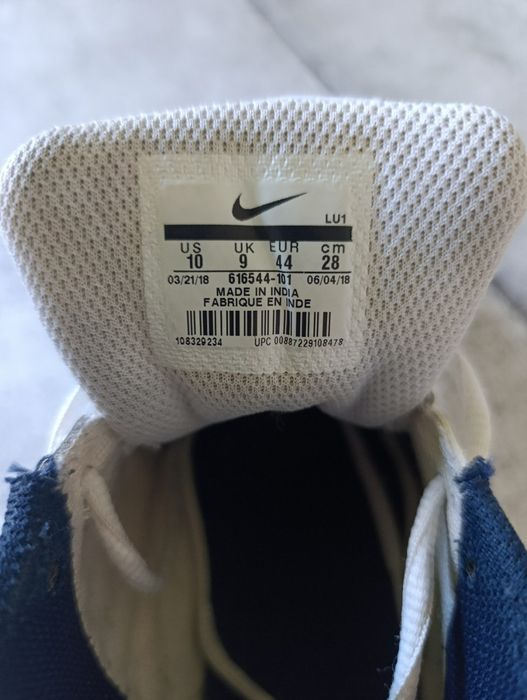 LU1
US UK EUR cm
10 9 44 28
03/21/18 616544-101 06/04/18
MADE IN INDIA
FABRIQUE EN INDE
108329234 UPC 00887229108478